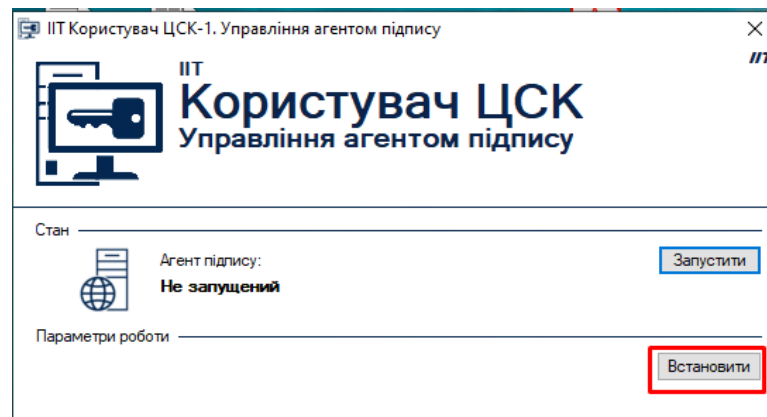 ІІТ Користувач ЦСК-1. Управління агентом підпису
ІІТ
ІІТ
Користувач ЦСК
Управління агентом підпису
Стан
Агент підпису:
Запустити
Не запущений
Параметри роботи
Встановити